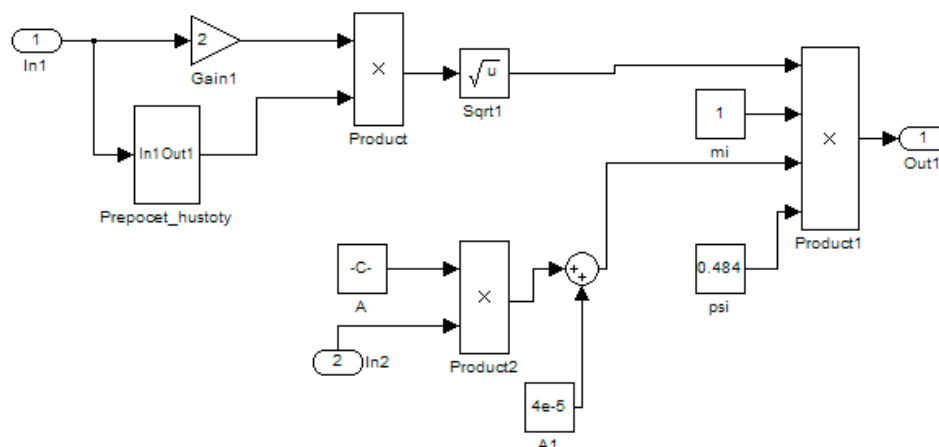 1
In1
2
Gain1
In1Out1
Prepocet_hustoty
×
Product
√u
Sqrt1
1
mi
×
Product1
1
Out1
-C-
A
2
In2
×
Product2
+
+
4e-5
A1
0.484
psi